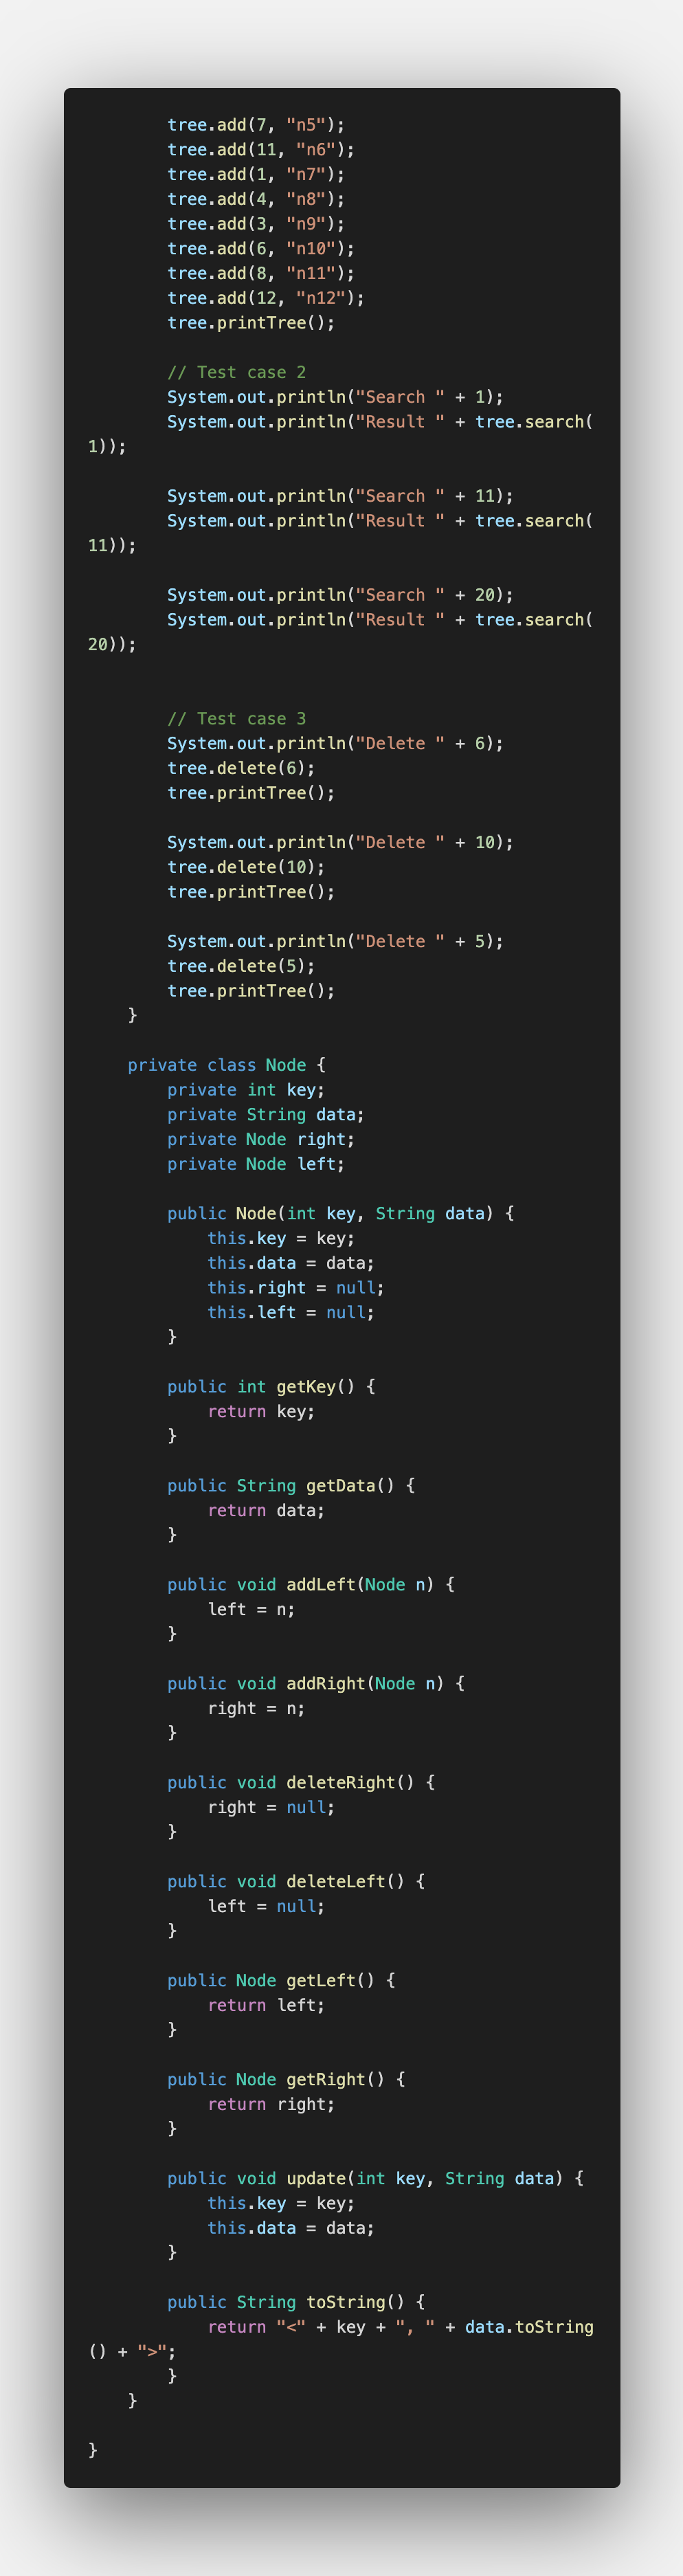 tree.add(7, "n5");
tree.add(11, "n6");
tree.add(1, "n7");
tree.add(4, "n8");
tree.add(3, "n9");
tree.add(6, "n10");
tree.add(8, "n11");
tree.add(12, "n12");
tree.printTree();
// Test case 2
System.out.println("Search " + 1);
System.out.println("Result " + tree.search(
1));
System.out.println("Search " + 11);
System.out.println("Result " + tree.search(
11));
System.out.println("Search " + 20);
System.out.println("Result " + tree.search(
20));
// Test case 3
System.out.println("Delete " + 6);
tree.delete(6);
tree.printTree();
System.out.println("Delete " + 10);
tree.delete(10);
tree.printTree();
System.out.println("Delete " + 5);
tree.delete(5);
tree.printTree();
}
private class Node {
private int key;
private String data;
private Node right;
private Node left;
public Node(int key, String data) {
this.key = key;
this.data = data;
this.right = null;
this.left = null;
}
public int getKey() {
return key;
}
public String getData() {
return data;
}
public void addLeft(Node n) {
left = n;
}
public void addRight(Node n) {
right = n;
}
public void deleteRight() {
right = null;
}
public void deleteLeft() {
left = null;
}
public Node getLeft() {
return left;
}
public Node getRight() {
return right;
}
public void update(int key, String data) {
this.key = key;
this.data = data;
}
public String toString() {
return "<" + key + ", " + data.toString
() + ">";
}
}
}